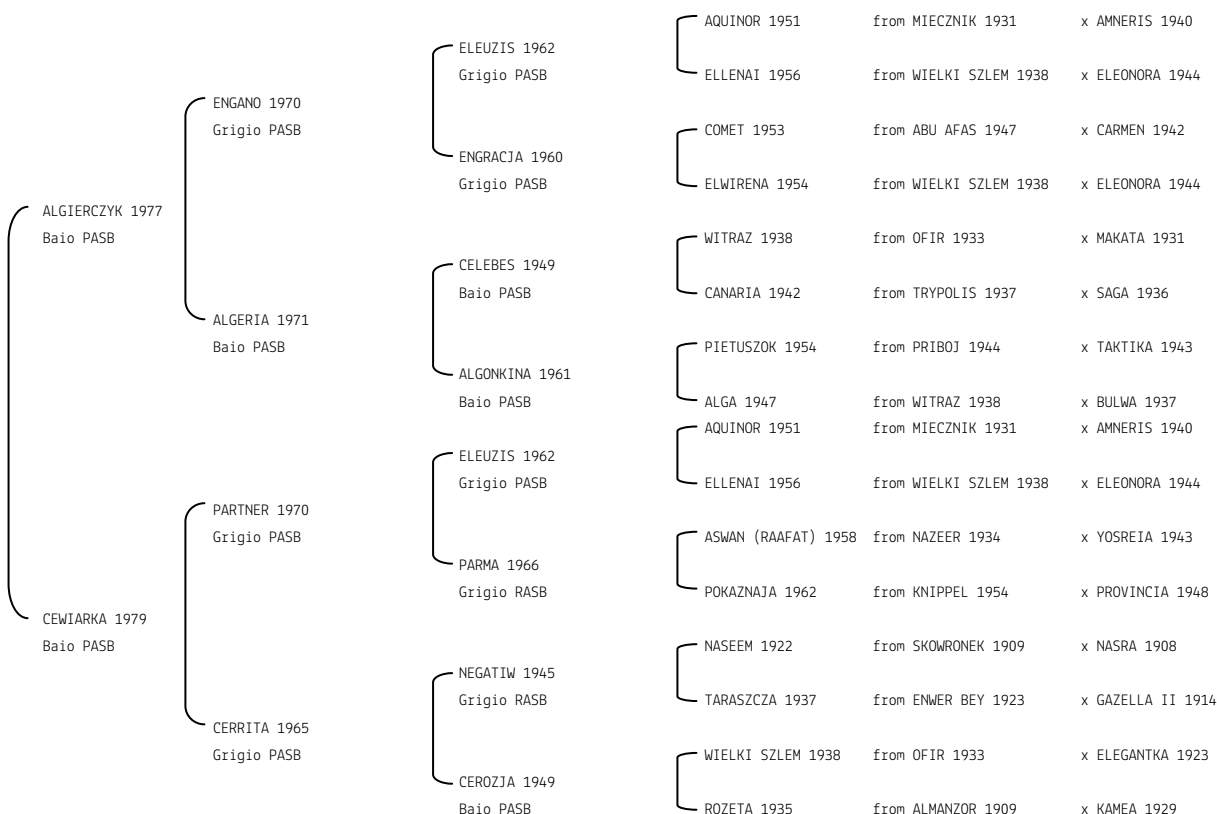 AQUINOR 1951 from MIECZNIK 1931 x AMNERIS 1940
ELEUZIS 1962
Grigio PASB
ELLENAI 1956 from WIELKI SZLEM 1938 x ELEONORA 1944
ENGANO 1970
Grigio PASB
COMET 1953 from ABU AFAS 1947 x CARMEN 1942
ENGRACJA 1960
Grigio PASB
ELWIRENA 1954 from WIELKI SZLEM 1938 x ELEONORA 1944
ALGIERCZYK 1977
Baio PASB
WITRAZ 1938 from OFIR 1933 x MAKATA 1931
CELEBES 1949
Baio PASB
CANARIA 1942 from TRYPOLIS 1937 x SAGA 1936
ALGERIA 1971
Baio PASB
PIETUSZOK 1954 from PRIBOJ 1944 x TAKTIKA 1943
ALGONKINA 1961
Baio PASB
ALGA 1947 from WITRAZ 1938 x BULWA 1937
AQUINOR 1951 from MIECZNIK 1931 x AMNERIS 1940
ELEUZIS 1962
Grigio PASB
ELLENAI 1956 from WIELKI SZLEM 1938 x ELEONORA 1944
PARTNER 1970
Grigio PASB
ASWAN (RAAFAT) 1958 from NAZEER 1934 x YOSREIA 1943
PARMA 1966
Grigio RASB
POKAZNAJA 1962 from KNIPPEL 1954 x PROVINCIA 1948
CEWIARKA 1979
Baio PASB
NASEEM 1922 from SKOWRONEK 1909 x NASRA 1908
NEGATIW 1945
Grigio RASB
TARASZCZA 1937 from ENWER BEY 1923 x GAZELLA II 1914
CERRITA 1965
Grigio PASB
WIELKI SZLEM 1938 from OFIR 1933 x ELEGANTKA 1923
CEROZJA 1949
Baio PASB
ROZETA 1935 from ALMANZOR 1909 x KAMEA 1929